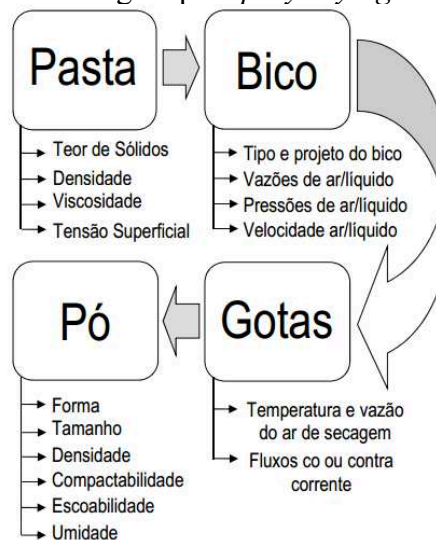 Pasta
Bico
Teor de Sólidos
Densidade
Viscosidade
Tensão Superficial
Tipo e projeto do bico
Vazões de ar/líquido
Pressões de ar/líquido
Velocidade ar/líquido
Pó
Gotas
Forma
Tamanho
Densidade
Compactabilidade
Escoabilidade
Umidade
Temperatura e vazão
do ar de secagem
Fluxos co ou contra
corrente